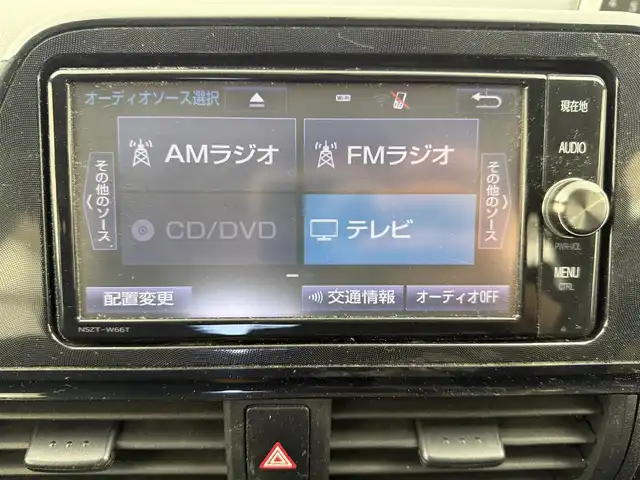 オーディオソース選択
現在地
AMラジオ
FMラジオ
AUDIO
その他のソース
その他のソース
CD/DVD
テレビ
PWR•VOL
MENU
CTRL
配置変更
交通情報
オーディオOFF
NSZT-W66T